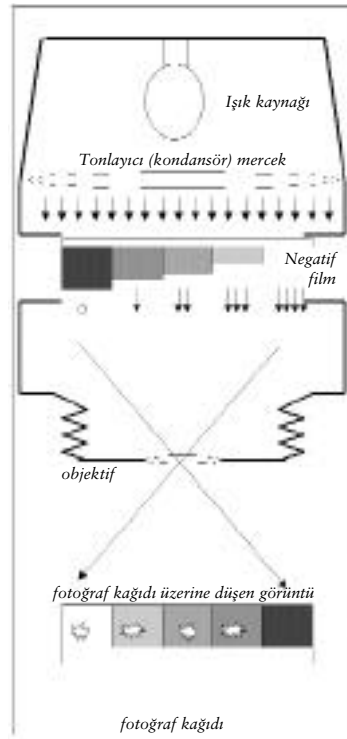 Işık kaynağı
Tonlayıcı (kondansör) mercek
Negatif
film
objektif
fotoğraf kağıdı üzerine düşen görüntü
fotoğraf kağıdı